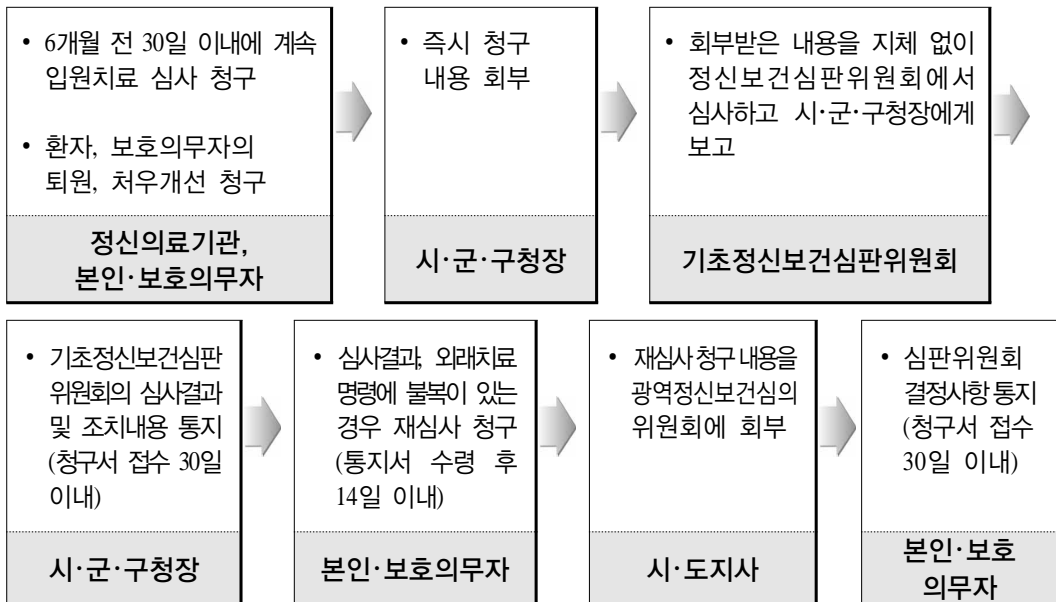 • 6개월 전 30일 이내에 계속
입원치료 심사 청구
• 환자, 보호의무자의
퇴원, 처우개선 청구
정신의료기관,
본인·보호의무자
• 즉시 청구
내용 회부
시·군·구청장
• 회부받은 내용을 지체 없이
정신보건심판위원회에서
심사하고 시·군·구청장에게
보고
기초정신보건심판위원회
• 기초정신보건심판
위원회의 심사결과
및 조치내용 통지
(청구서 접수 30일
이내)
시·군·구청장
• 심사결과, 외래치료
명령에 불복이 있는
경우 재심사 청구
(통지서 수령 후
14일 이내)
본인·보호의무자
• 재심사 청구 내용을
광역정신보건심의
위원회에 회부
시·도지사
• 심판위원회
결정사항 통지
(청구서 접수
30일 이내)
본인·보호
의무자